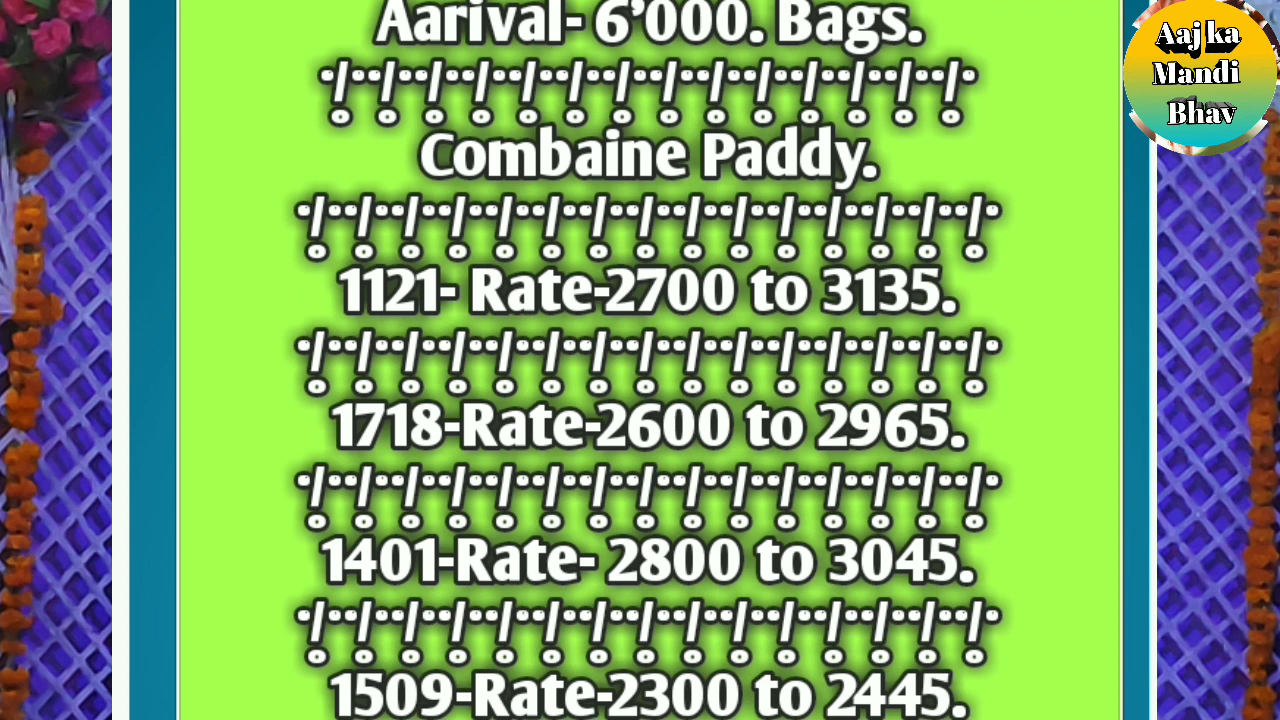 Aarival- 6'000. Bags.
Combaine Paddy.
1121- Rate-2700 to 3135.
1718-Rate-2600 to 2965.
1401-Rate- 2800 to 3045.
1509-Rate-2300 to 2445.
Aaj ka
Mandi
Bhav